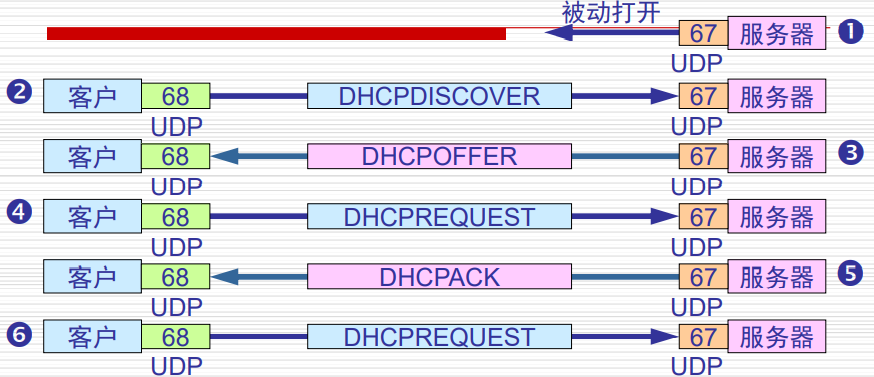 被动打开
67 服务器 ❶
UDP
❷ 客户 68 DHCPDISCOVER 67 服务器
UDP UDP
客户 68 DHCPOFFER 67 服务器 ❸
UDP UDP
❹ 客户 68 DHCPREQUEST 67 服务器
UDP UDP
客户 68 DHCPACK 67 服务器 ❺
UDP UDP
❻ 客户 68 DHCPREQUEST 67 服务器
UDP UDP